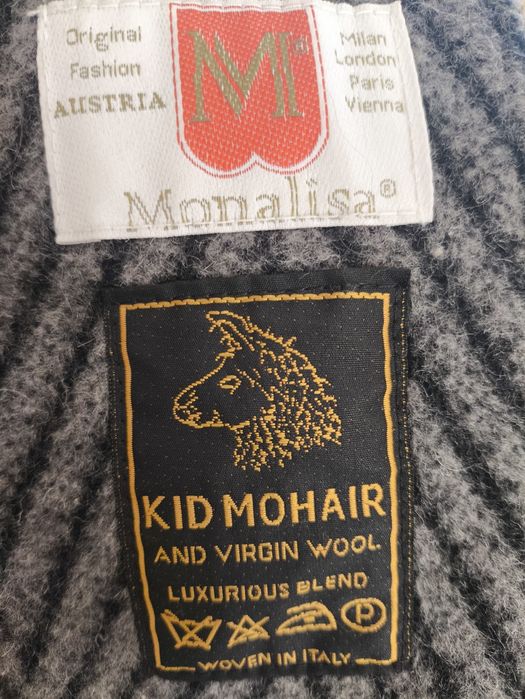 Original
Fashion
AUSTRIA
M®
Milan
London
Paris
Vienna
Monalisa®
KID MOHAIR
AND VIRGIN WOOL
LUXURIOUS BLEND
P
WOVEN IN ITALY